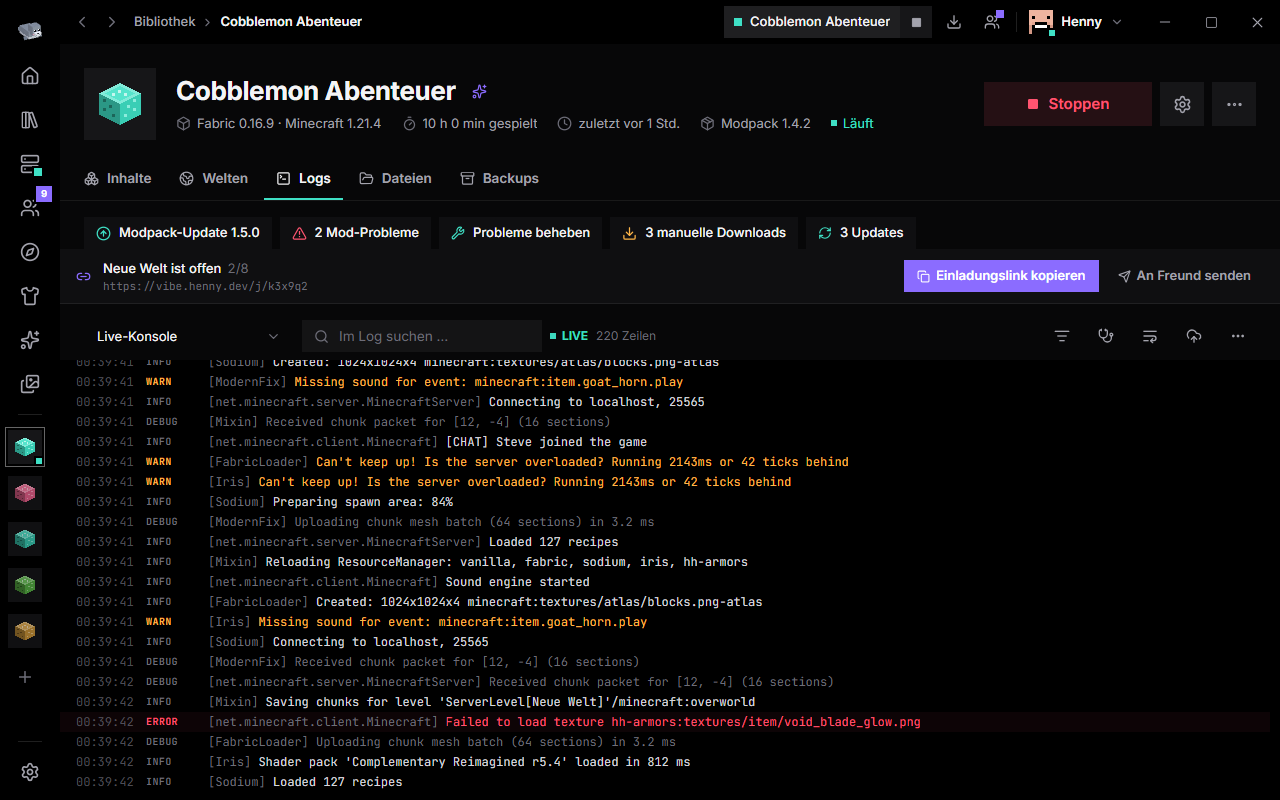 Bibliothek > Cobblemon Abenteuer
Cobblemon Abenteuer
Henny
Cobblemon Abenteuer
Fabric 0.16.9 · Minecraft 1.21.4
10 h 0 min gespielt
zuletzt vor 1 Std.
Modpack 1.4.2
Läuft
Stoppen
9
Inhalte
Welten
Logs
Dateien
Backups
Modpack-Update 1.5.0
2 Mod-Probleme
Probleme beheben
3 manuelle Downloads
3 Updates
Neue Welt ist offen 2/8
https://vibe.henny.dev/j/k3x9q2
Einladungslink kopieren
An Freund senden
Live-Konsole
Im Log suchen ...
LIVE 220 Zeilen
00:39:41 INFO [Sodium] Created: 1024x1024x4 minecraft:textures/atlas/blocks.png-atlas
00:39:41 WARN [ModernFix] Missing sound for event: minecraft:item.goat_horn.play
00:39:41 INFO [net.minecraft.server.MinecraftServer] Connecting to localhost, 25565
00:39:41 DEBUG [Mixin] Received chunk packet for [12, -4] (16 sections)
00:39:41 INFO [net.minecraft.client.Minecraft] [CHAT] Steve joined the game
00:39:41 WARN [FabricLoader] Can't keep up! Is the server overloaded? Running 2143ms or 42 ticks behind
00:39:41 WARN [Iris] Can't keep up! Is the server overloaded? Running 2143ms or 42 ticks behind
00:39:41 INFO [Sodium] Preparing spawn area: 84%
00:39:41 DEBUG [ModernFix] Uploading chunk mesh batch (64 sections) in 3.2 ms
00:39:41 INFO [net.minecraft.server.MinecraftServer] Loaded 127 recipes
00:39:41 INFO [Mixin] Reloading ResourceManager: vanilla, fabric, sodium, iris, hh-armors
00:39:41 INFO [net.minecraft.client.Minecraft] Sound engine started
00:39:41 INFO [FabricLoader] Created: 1024x1024x4 minecraft:textures/atlas/blocks.png-atlas
00:39:41 WARN [Iris] Missing sound for event: minecraft:item.goat_horn.play
00:39:41 INFO [Sodium] Connecting to localhost, 25565
00:39:41 DEBUG [ModernFix] Received chunk packet for [12, -4] (16 sections)
00:39:42 DEBUG [net.minecraft.server.MinecraftServer] Received chunk packet for [12, -4] (16 sections)
00:39:42 INFO [Mixin] Saving chunks for level 'ServerLevel[Neue Welt]'/minecraft:overworld
00:39:42 ERROR [net.minecraft.client.Minecraft] Failed to load texture hh-armors:textures/item/void_blade_glow.png
00:39:42 DEBUG [FabricLoader] Uploading chunk mesh batch (64 sections) in 3.2 ms
00:39:42 INFO [Iris] Shader pack 'Complementary Reimagined r5.4' loaded in 812 ms
00:39:42 INFO [Sodium] Loaded 127 recipes